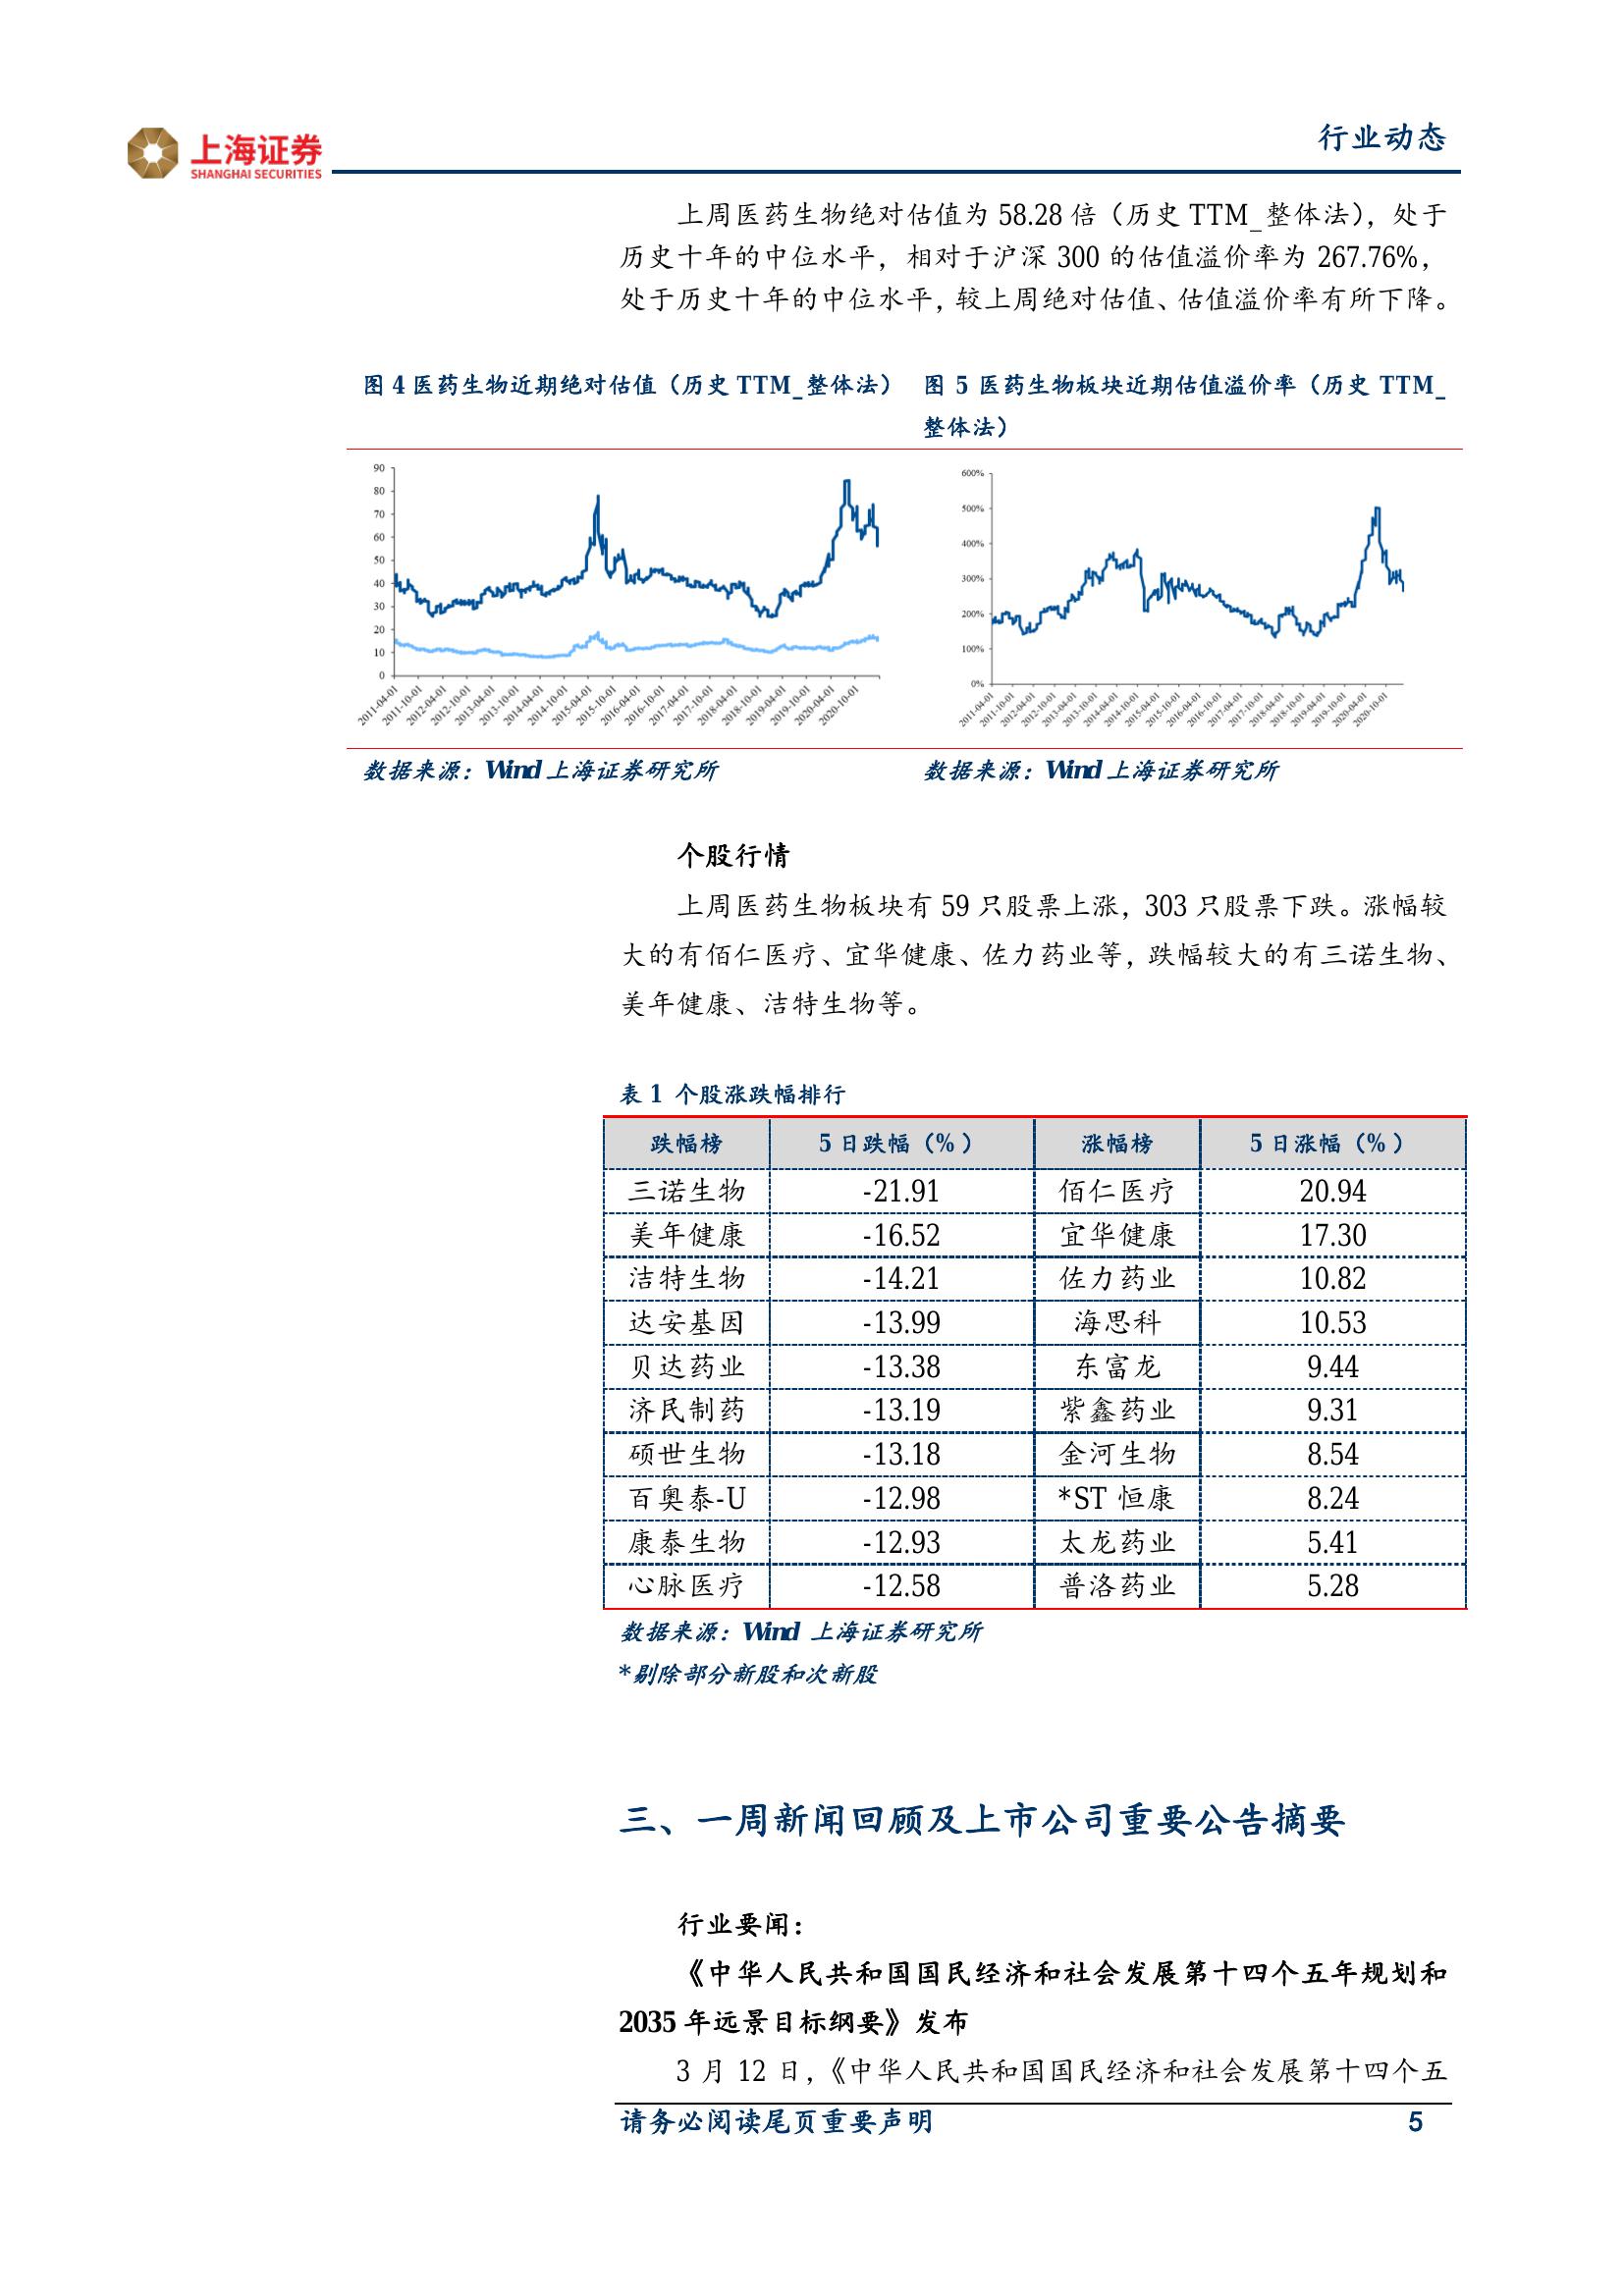 上海证券
SHANGHAI SECURITIES
行业动态
上周医药生物绝对估值为 58.28 倍（历史 TTM_整体法），处于
历史十年的中位水平，相对于沪深 300 的估值溢价率为 267.76%，
处于历史十年的中位水平，较上周绝对估值、估值溢价率有所下降。
图 4 医药生物近期绝对估值（历史 TTM_整体法）
图 5 医药生物板块近期估值溢价率（历史 TTM_
整体法）
90
80
70
60
50
40
30
20
10
0
2011-04-01
2011-10-01
2012-04-01
2012-10-01
2013-04-01
2013-10-01
2014-04-01
2014-10-01
2015-04-01
2015-10-01
2016-04-01
2016-10-01
2017-04-01
2017-10-01
2018-04-01
2018-10-01
2019-04-01
2019-10-01
2020-04-01
2020-10-01
600%
500%
400%
300%
200%
100%
0%
2011-04-01
2011-10-01
2012-04-01
2012-10-01
2013-04-01
2013-10-01
2014-04-01
2014-10-01
2015-04-01
2015-10-01
2016-04-01
2016-10-01
2017-04-01
2017-10-01
2018-04-01
2018-10-01
2019-04-01
2019-10-01
2020-04-01
2020-10-01
数据来源：Wind 上海证券研究所
数据来源：Wind 上海证券研究所
个股行情
上周医药生物板块有 59 只股票上涨，303 只股票下跌。涨幅较
大的有佰仁医疗、宜华健康、佐力药业等，跌幅较大的有三诺生物、
美年健康、洁特生物等。
表 1 个股涨跌幅排行
跌幅榜 5 日跌幅（%） 涨幅榜 5 日涨幅（%）
三诺生物 -21.91 佰仁医疗 20.94
美年健康 -16.52 宜华健康 17.30
洁特生物 -14.21 佐力药业 10.82
达安基因 -13.99 海思科 10.53
贝达药业 -13.38 东富龙 9.44
济民制药 -13.19 紫鑫药业 9.31
硕世生物 -13.18 金河生物 8.54
百奥泰-U -12.98 *ST 恒康 8.24
康泰生物 -12.93 太龙药业 5.41
心脉医疗 -12.58 普洛药业 5.28
数据来源：Wind 上海证券研究所
*剔除部分新股和次新股
三、一周新闻回顾及上市公司重要公告摘要
行业要闻：
《中华人民共和国国民经济和社会发展第十四个五年规划和
2035 年远景目标纲要》发布
3 月 12 日，《中华人民共和国国民经济和社会发展第十四个五
请务必阅读尾页重要声明 5